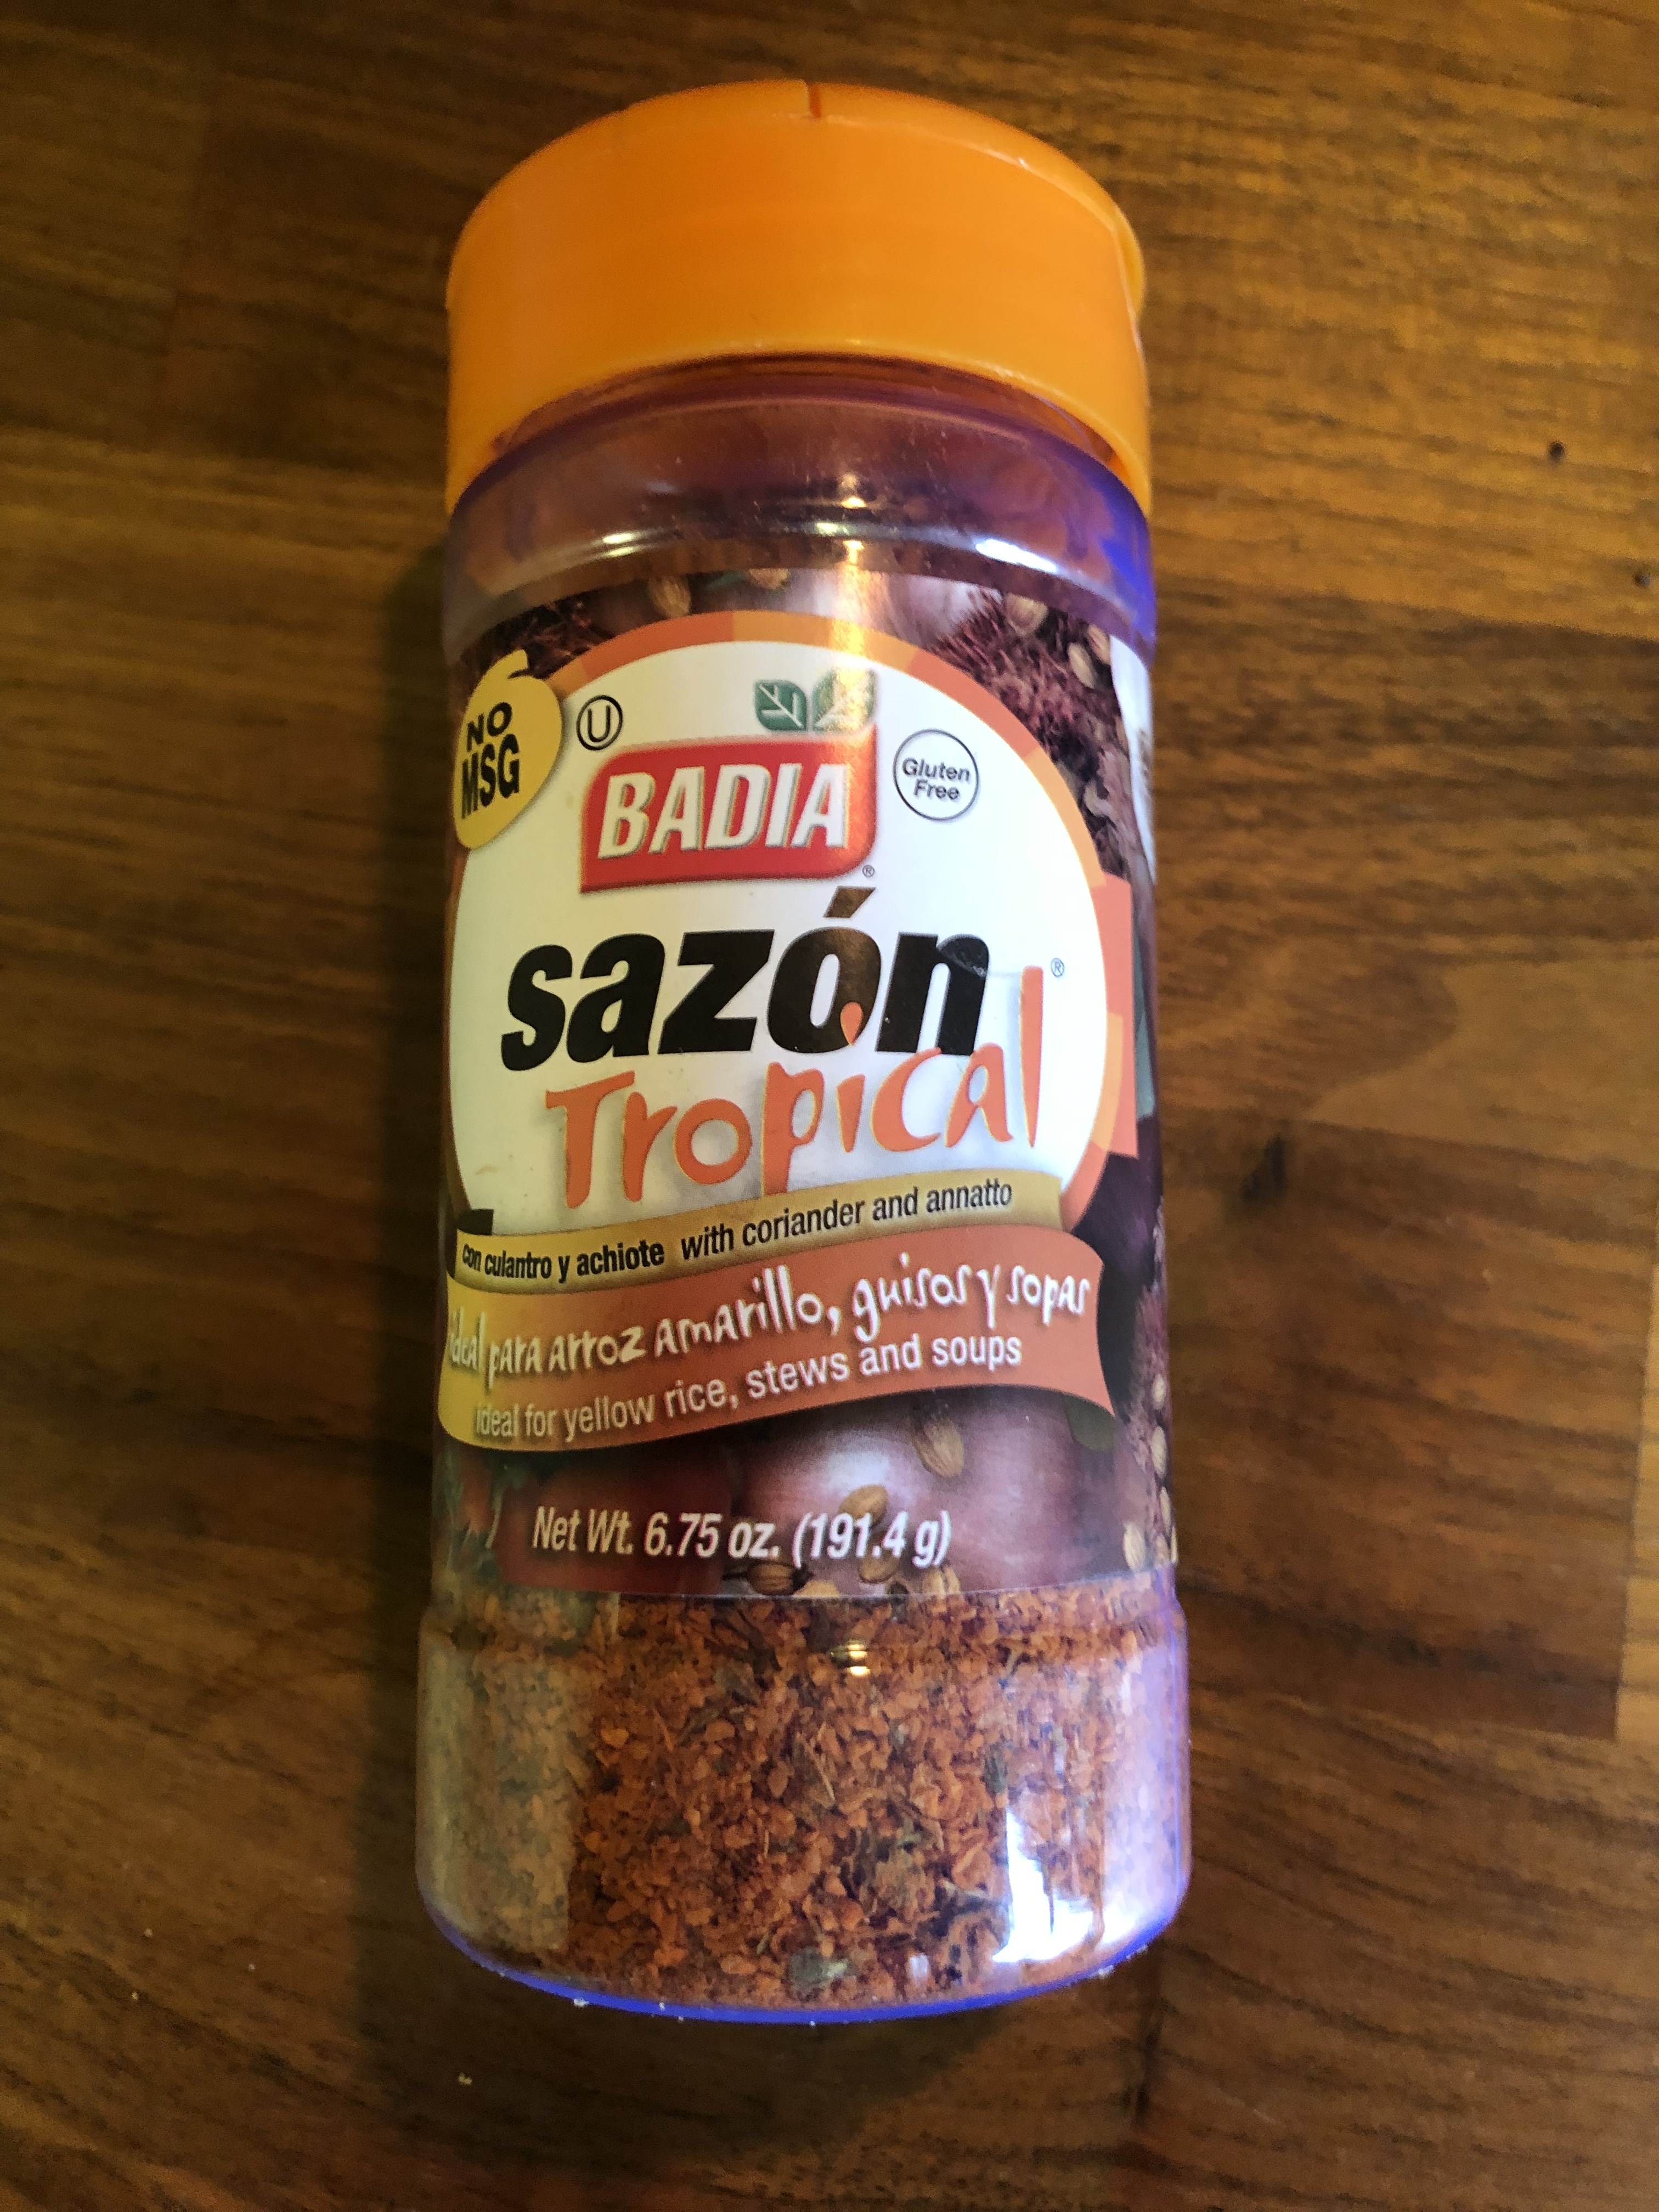 NO
MSG
U
BADIA
®
Gluten
Free
sazón
®
Tropical
con culantro y achiote with coriander and annatto
ideal para arroz amarillo, guisos y sopas
ideal for yellow rice, stews and soups
Net Wt. 6.75 oz. (191.4 g)